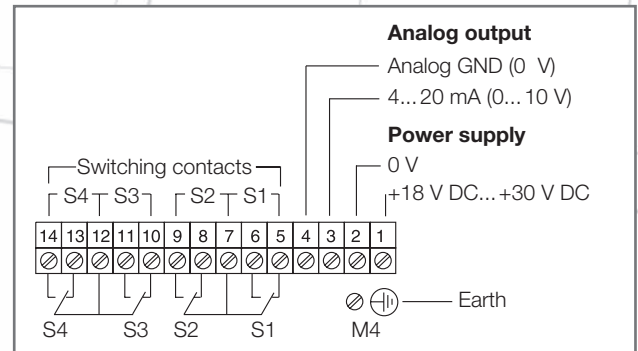 Analog output
Analog GND (0 V)
4...20 mA (0...10 V)
Power supply
0 V
+18 V DC...+30 V DC
Switching contacts
S4 S3 S2 S1
14 13 12 11 10 9 8 7 6 5 4 3 2 1
Earth
S4 S3 S2 S1 M4